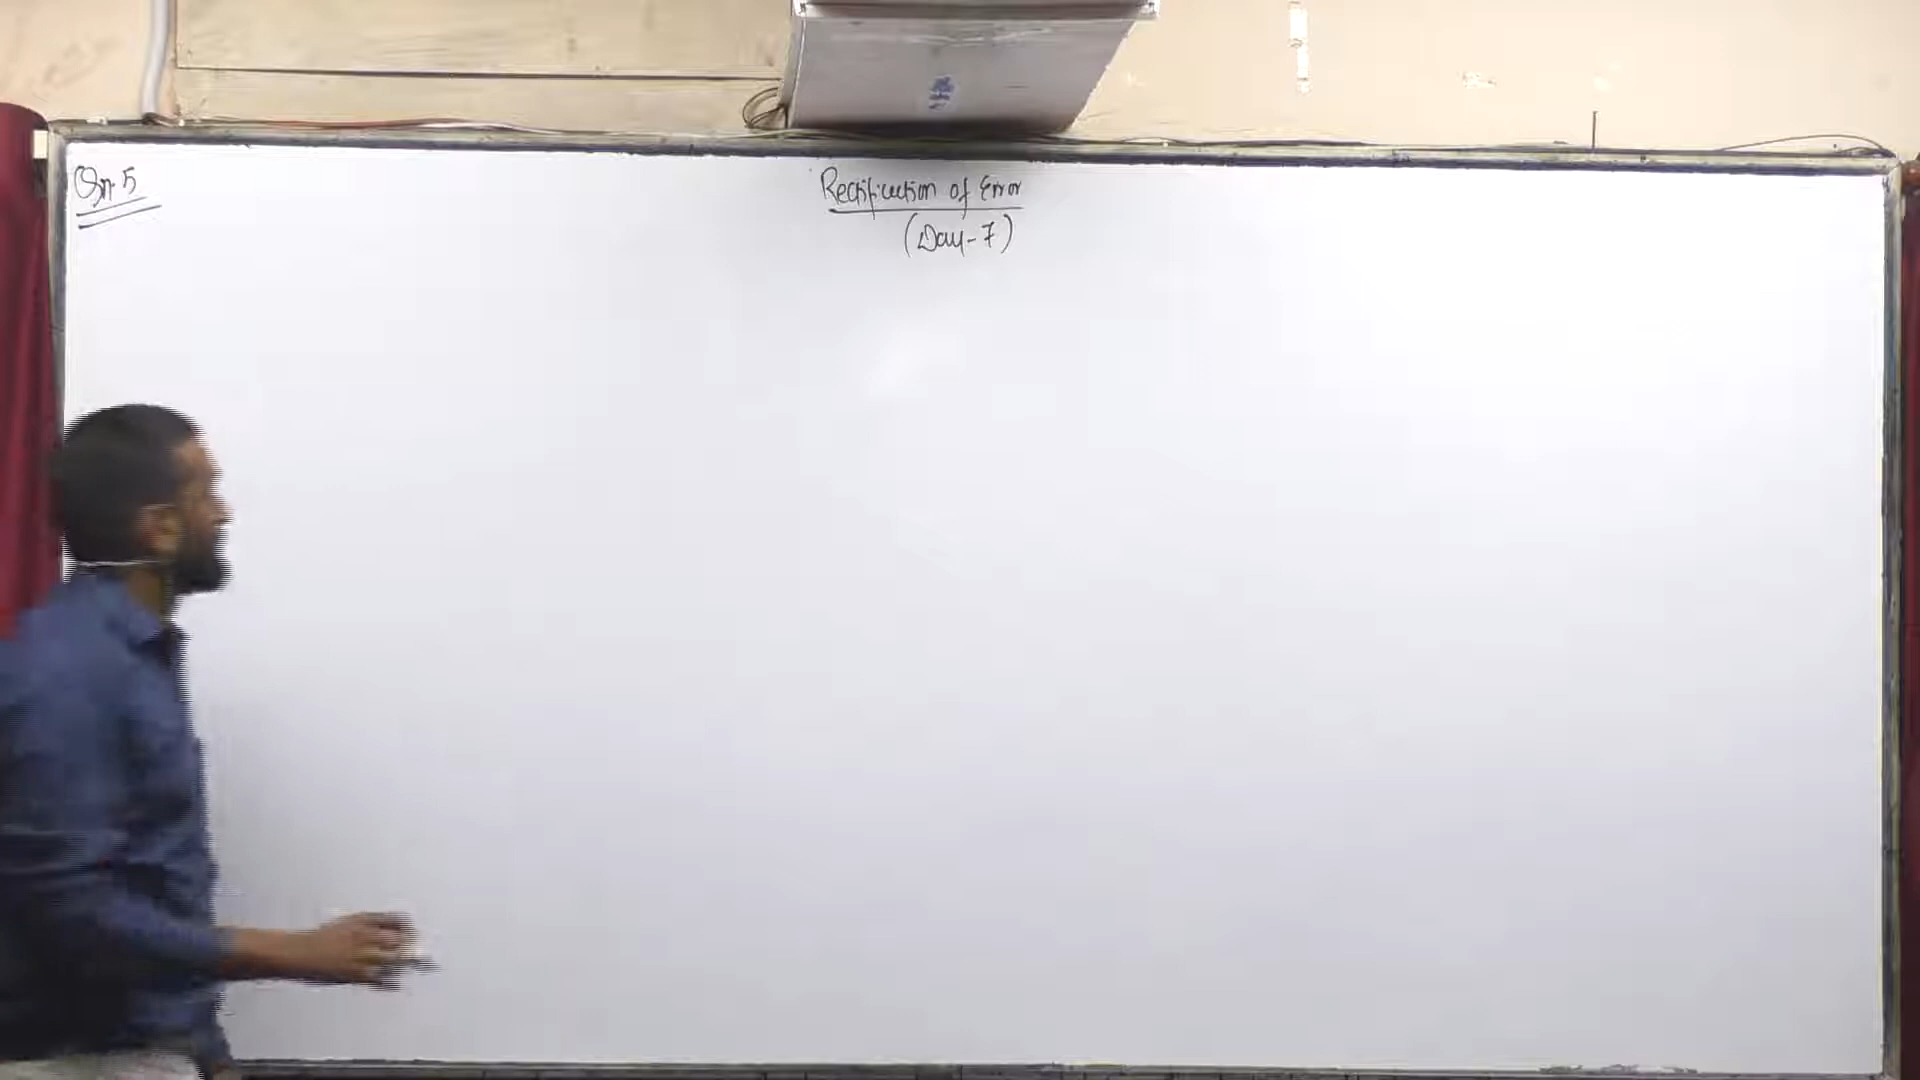 Qn. 5
Rectification of Error
(Day-7)